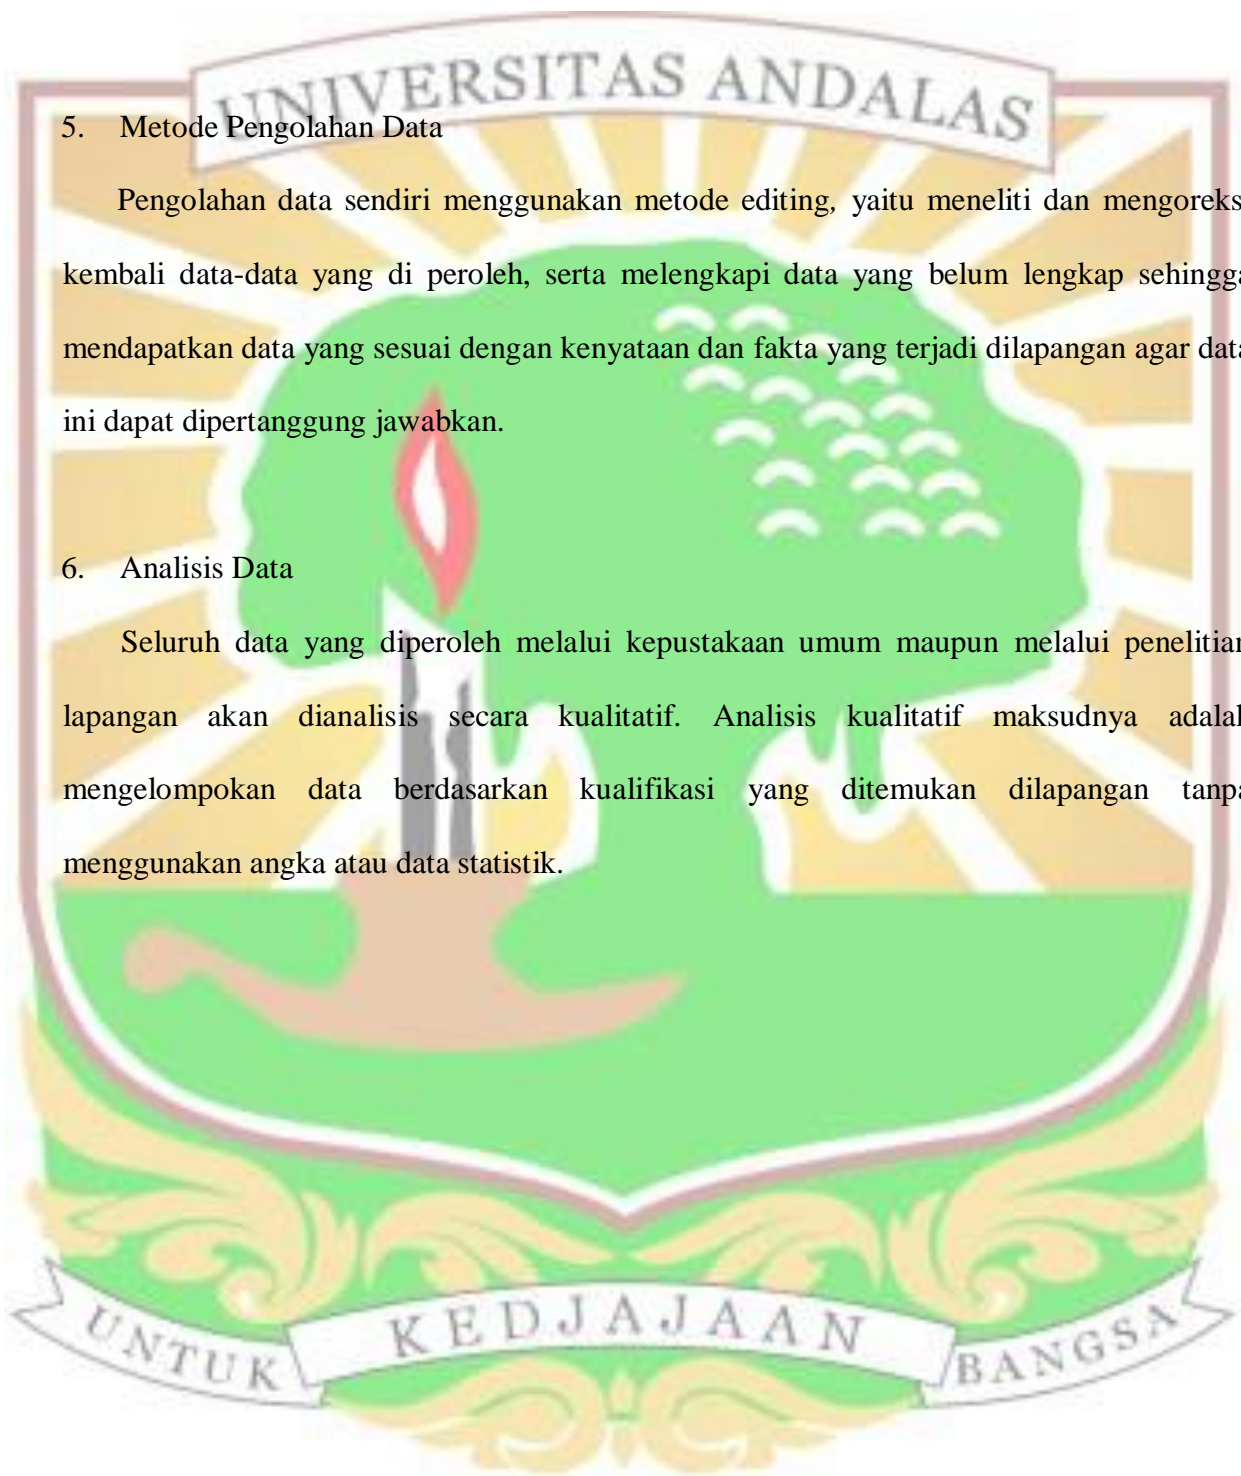 UNIVERSITAS ANDALAS
5. Metode Pengolahan Data
Pengolahan data sendiri menggunakan metode editing, yaitu meneliti dan mengoreks
kembali data-data yang di peroleh, serta melengkapi data yang belum lengkap sehingga
mendapatkan data yang sesuai dengan kenyataan dan fakta yang terjadi dilapangan agar data
ini dapat dipertanggung jawabkan.
6. Analisis Data
Seluruh data yang diperoleh melalui kepustakaan umum maupun melalui penelitian
lapangan akan dianalisis secara kualitatif. Analisis kualitatif maksudnya adalah
mengelompokan data berdasarkan kualifikasi yang ditemukan dilapangan tanpa
menggunakan angka atau data statistik.
UNTUK KEDJAJAAN BANGSA